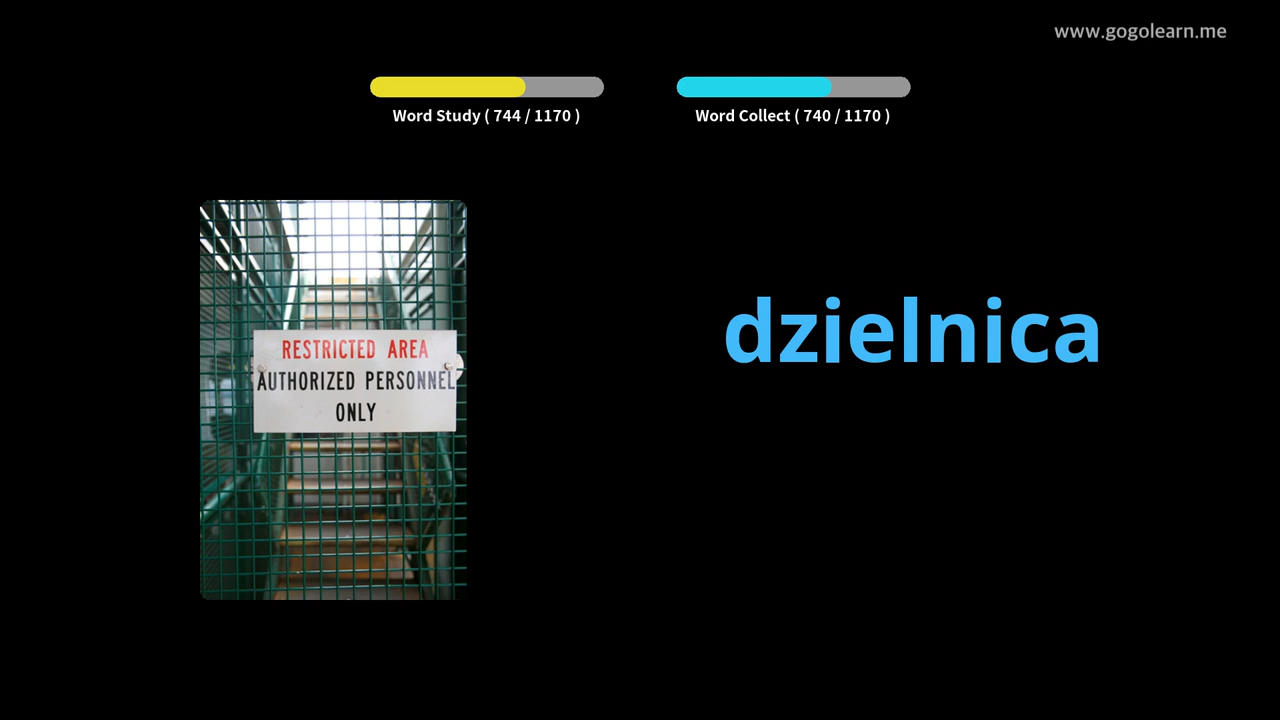 www.gogolearn.me
Word Study ( 744 / 1170 )
Word Collect ( 740 / 1170 )
RESTRICTED AREA
AUTHORIZED PERSONNEL
ONLY
dzielnica